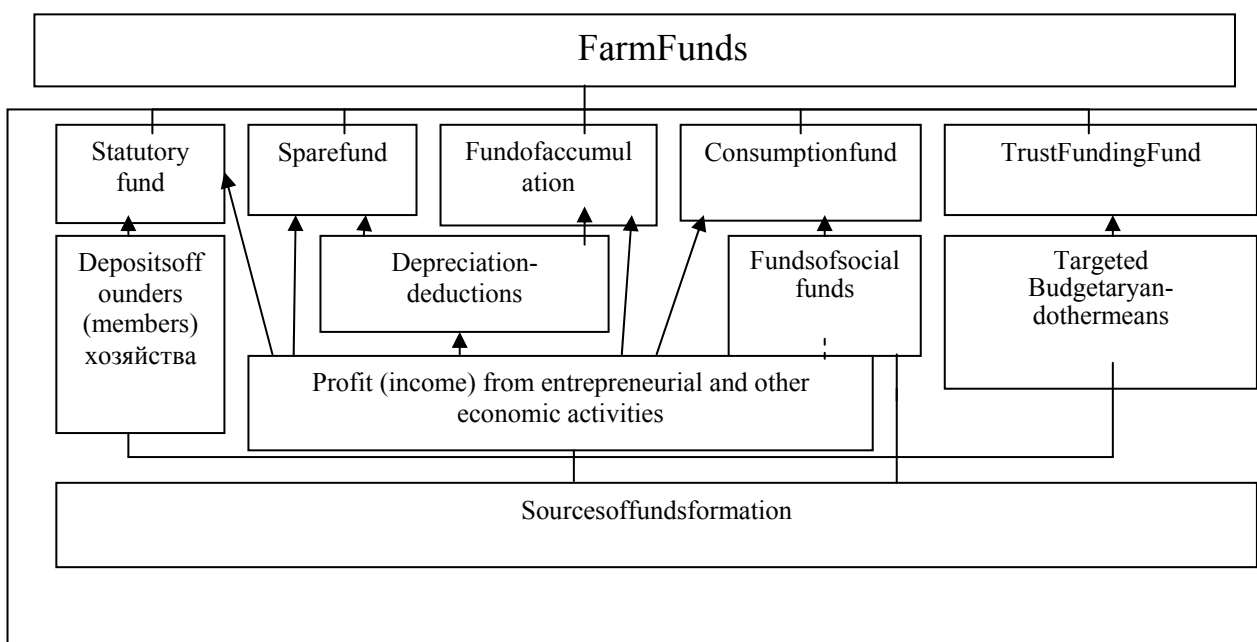 FarmFunds
Statutory
fund
Sparefund
Fundofaccumul
ation
Consumptionfund
TrustFundingFund
Depositsoff
ounders
(members)
хозяйства
Depreciation-
deductions
Fundsofsocial
funds
Targeted
Budgetaryan-
dothermeans
Profit (income) from entrepreneurial and other
economic activities
Sourcesoffundsformation